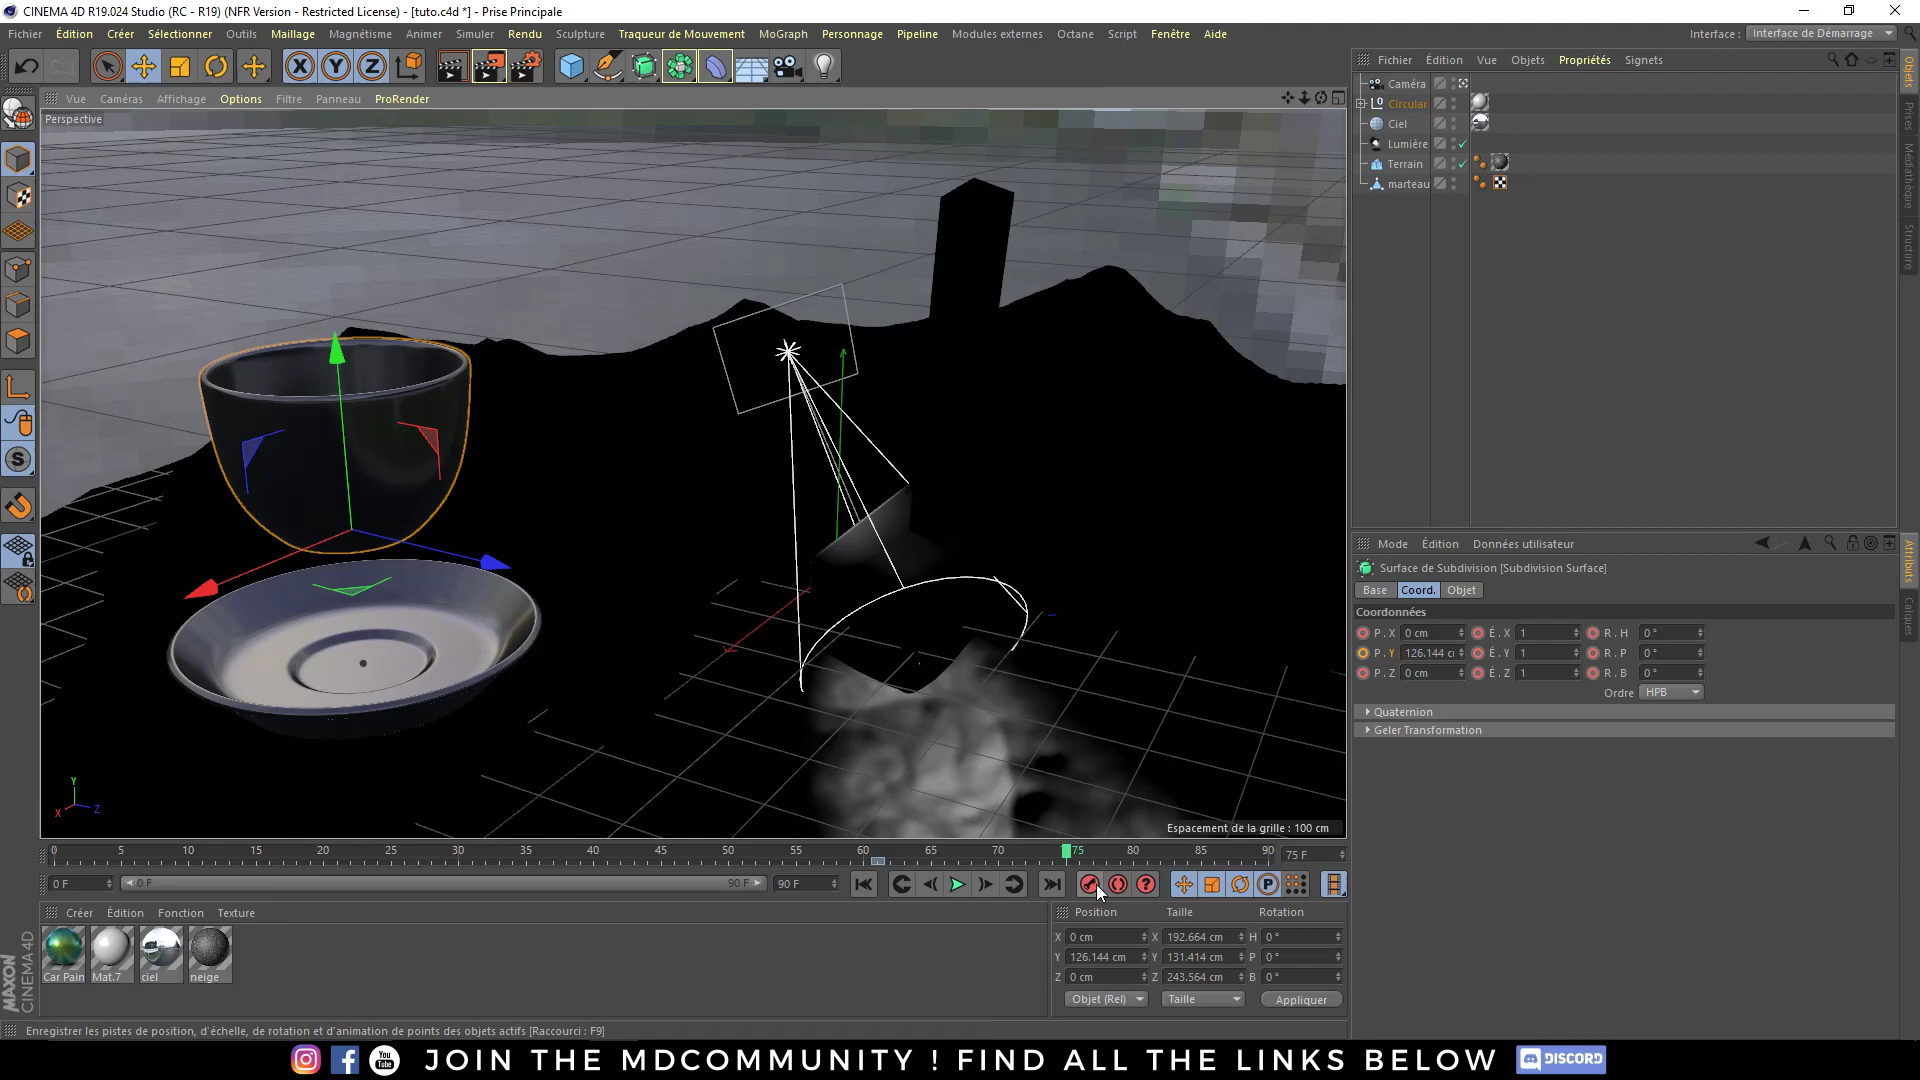 CINEMA 4D R19.024 Studio (RC - R19) (NFR Version - Restricted License) - [tuto.c4d *] - Prise Principale
Fichier Édition Créer Sélectionner Outils Maillage Magnétisme Animer Simuler Rendu Sculpture Traqueur de Mouvement MoGraph Personnage Pipeline Modules externes Octane Script Fenêtre Aide
Interface : Interface de Démarrage
X Y Z
Vue Caméras Affichage Options Filtre Panneau ProRender
Perspective
Fichier Édition Vue Objets Propriétés Signets
Caméra
Circular
Ciel
Lumière
Terrain
marteau
Objets
Prises
Médiathèque
Structure
Mode Édition Données utilisateur
Surface de Subdivision [Subdivision Surface]
Base Coord. Objet
Coordonnées
P . X 0 cm É . X 1 R . H 0 °
P . Y 126.144 c É . Y 1 R . P 0 °
P . Z 0 cm É . Z 1 R . B 0 °
Ordre HPB
Quaternion
Geler Transformation
Attributs
Calques
Y
X Z
Espacement de la grille : 100 cm
0 5 10 15 20 25 30 35 40 45 50 55 60 65 70 75 80 85 90 75 F
0 F 0 F 90 F 90 F
Créer Édition Fonction Texture
Car Pain Mat.7 ciel neige
Position Taille Rotation
X 0 cm X 192.664 cm H 0 °
Y 126.144 cm Y 131.414 cm P 0 °
Z 0 cm Z 243.564 cm B 0 °
Objet (Rel) Taille Appliquer
MAXON
CINEMA 4D
Enregistrer les pistes de position, d'échelle, de rotation et d'animation de points des objets actifs [Raccourci : F9]
You Tube JOIN THE MDCOMMUNITY ! FIND ALL THE LINKS BELOW DISCORD